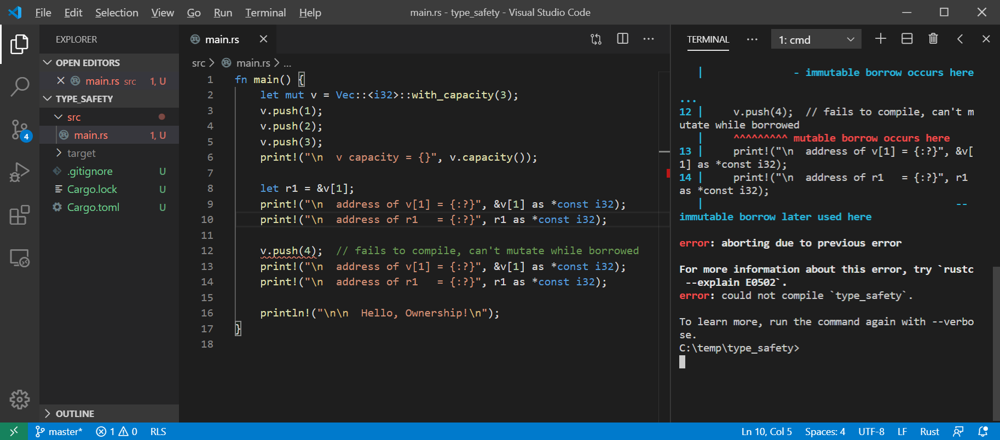 File Edit Selection View Go Run Terminal Help main.rs - type_safety - Visual Studio Code
EXPLORER
OPEN EDITORS
main.rs src 1, U
TYPE_SAFETY
src
main.rs 1, U
target
.gitignore U
Cargo.lock U
Cargo.toml U
OUTLINE
4
main.rs
src > main.rs > ...
1 fn main() {
2     let mut v = Vec::<i32>::with_capacity(3);
3     v.push(1);
4     v.push(2);
5     v.push(3);
6     print!("\n  v capacity = {}", v.capacity());
7
8     let r1 = &v[1];
9     print!("\n  address of v[1] = {:?}", &v[1] as *const i32);
10     print!("\n  address of r1   = {:?}", r1 as *const i32);
11
12     v.push(4);  // fails to compile, can't mutate while borrowed
13     print!("\n  address of v[1] = {:?}", &v[1] as *const i32);
14     print!("\n  address of r1   = {:?}", r1 as *const i32);
15
16     println!("\n\n  Hello, Ownership!\n");
17 }
18
TERMINAL ... 1: cmd
|               - immutable borrow occurs here
...
12 |     v.push(4);  // fails to compile, can't m
utate while borrowed
|     ^^^^^^^^^ mutable borrow occurs here
13 |     print!("\n  address of v[1] = {:?}", &v[
1] as *const i32);
14 |     print!("\n  address of r1   = {:?}", r1
as *const i32);
|                                          --
immutable borrow later used here
error: aborting due to previous error
For more information about this error, try `rustc
--explain E0502`.
error: could not compile `type_safety`.
To learn more, run the command again with --verbo
se.
C:\temp\type_safety>
master* 1 0 RLS Ln 10, Col 5 Spaces: 4 UTF-8 LF Rust